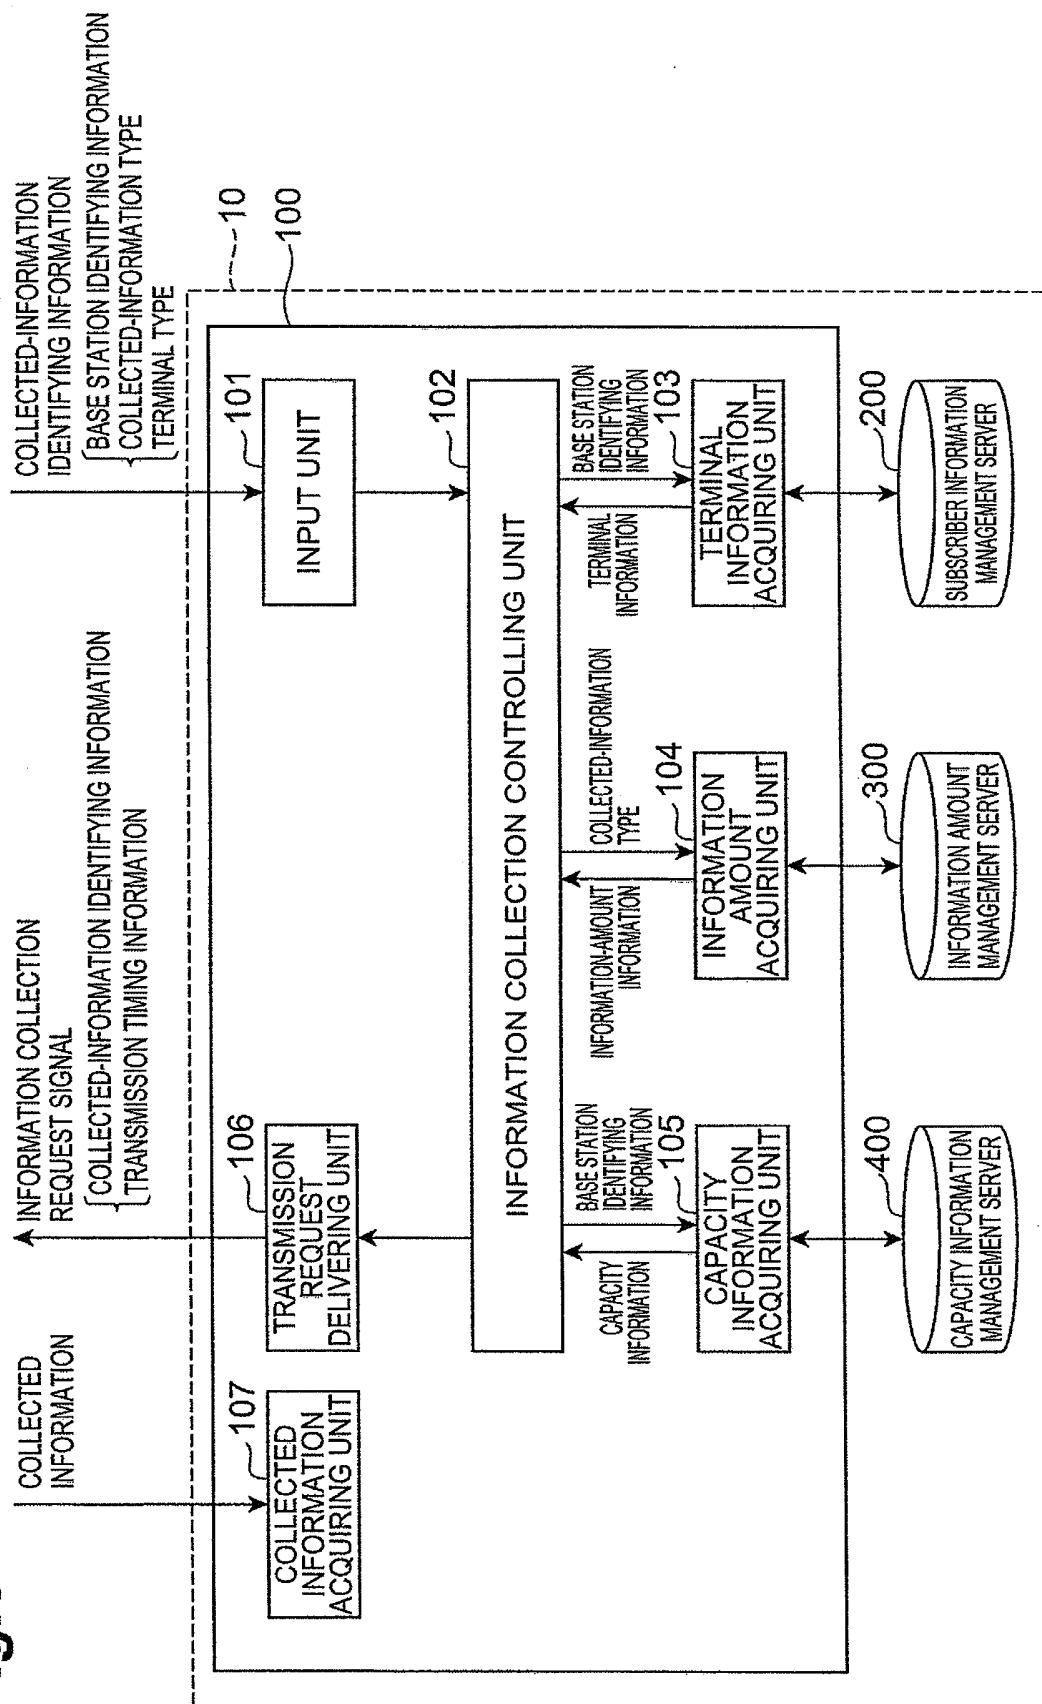 COLLECTED
INFORMATION
INFORMATION COLLECTION
REQUEST SIGNAL
COLLECTED-INFORMATION IDENTIFYING INFORMATION
TRANSMISSION TIMING INFORMATION
COLLECTED-INFORMATION
IDENTIFYING INFORMATION
BASE STATION IDENTIFYING INFORMATION
COLLECTED-INFORMATION TYPE
TERMINAL TYPE
10
100
107
COLLECTED
INFORMATION
ACQUIRING UNIT
106
TRANSMISSION
REQUEST
DELIVERING UNIT
101
INPUT UNIT
102
INFORMATION COLLECTION CONTROLLING UNIT
CAPACITY
INFORMATION
BASE STATION
IDENTIFYING
INFORMATION
INFORMATION-AMOUNT
INFORMATION
COLLECTED-INFORMATION
TYPE
TERMINAL
INFORMATION
BASE STATION
IDENTIFYING
INFORMATION
105
CAPACITY
INFORMATION
ACQUIRING UNIT
104
INFORMATION
AMOUNT
ACQUIRING UNIT
103
TERMINAL
INFORMATION
ACQUIRING UNIT
400
CAPACITY INFORMATION
MANAGEMENT SERVER
300
INFORMATION AMOUNT
MANAGEMENT SERVER
200
SUBSCRIBER INFORMATION
MANAGEMENT SERVER